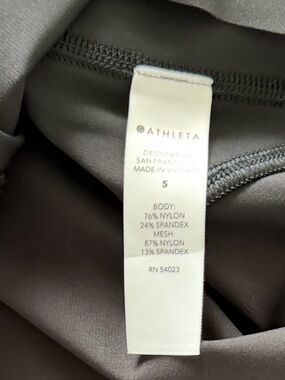 ATHLETA
DESIGNED IN
SAN FRANCISCO
MADE IN VIETNAM
S
BODY:
76% NYLON
24% SPANDEX
MESH:
87% NYLON
13% SPANDEX
RN 54023